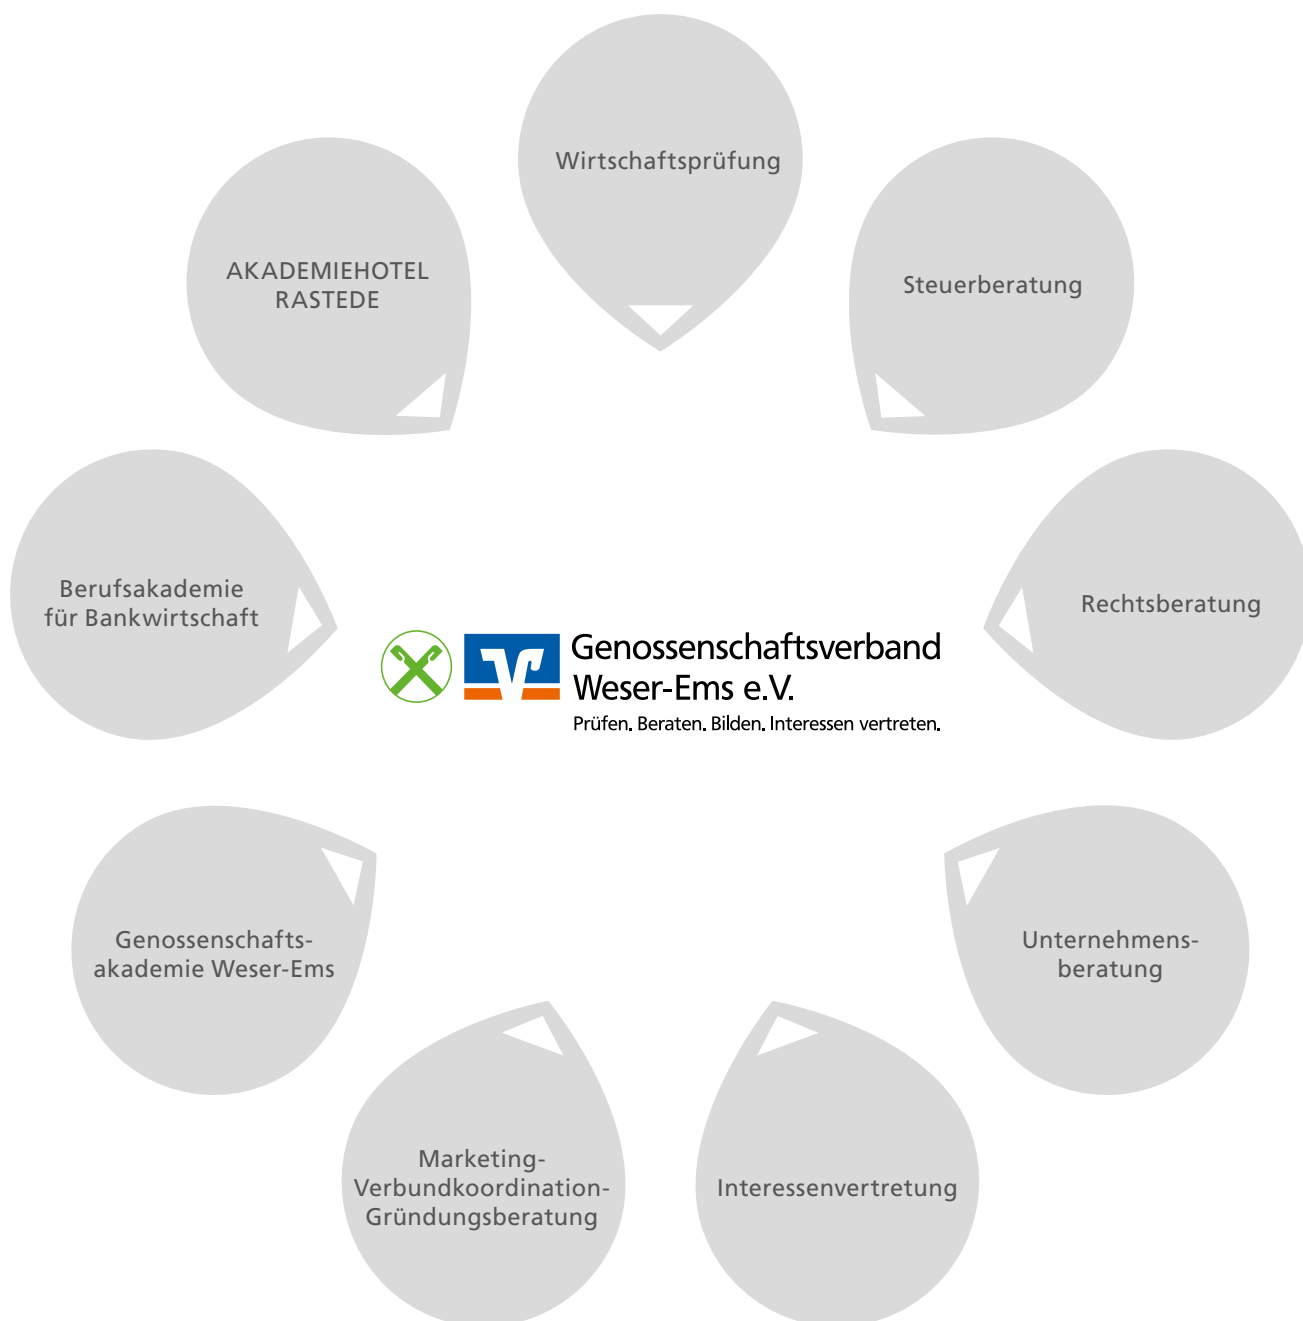 Wirtschaftsprüfung
AKADEMIEHOTEL
RASTEDE
Steuerberatung
Berufsakademie
für Bankwirtschaft
Rechtsberatung
Genossenschaftsverband
Weser-Ems e.V.
Prüfen. Beraten. Bilden. Interessen vertreten.
Genossenschafts-
akademie Weser-Ems
Unternehmens-
beratung
Marketing-
Verbundkoordination-
Gründungsberatung
Interessenvertretung